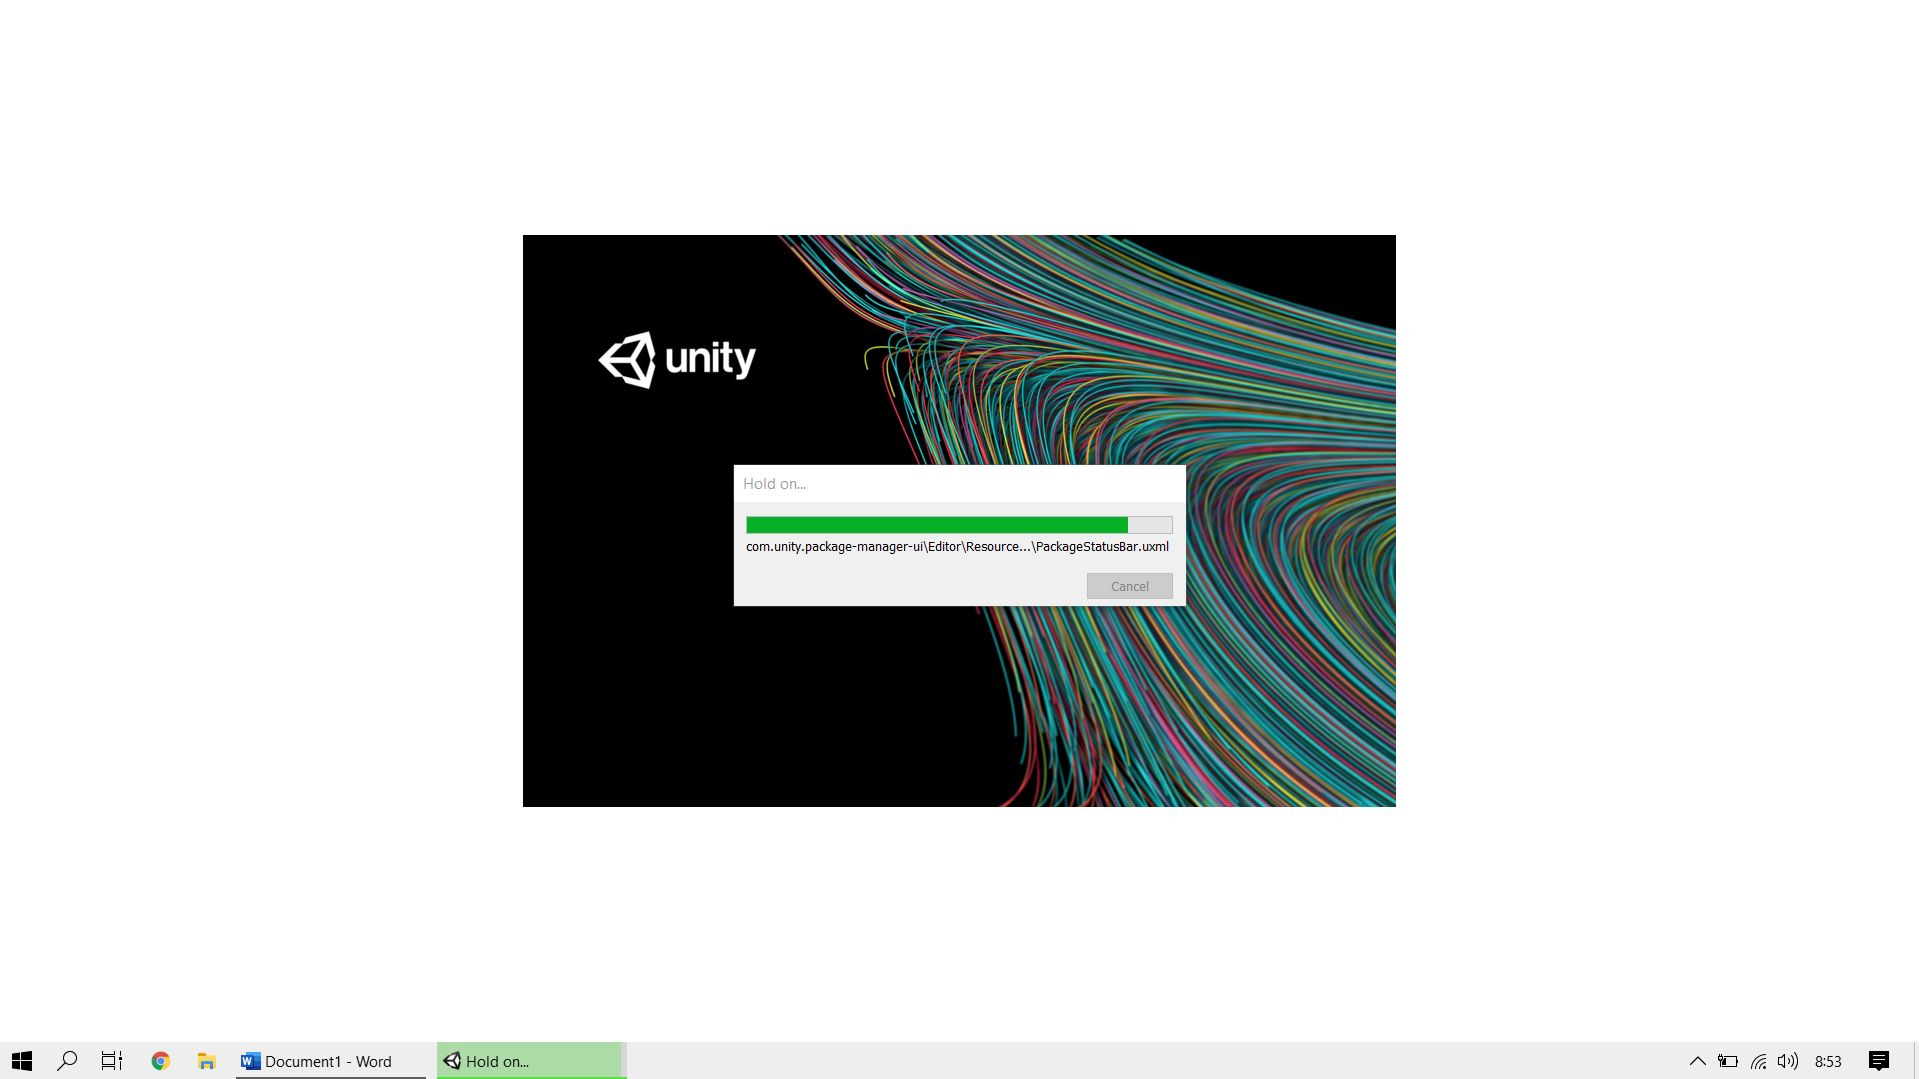 unity
Hold on...
com.unity.package-manager-ui\Editor\Resource...\PackageStatusBar.uxml
Cancel
Document1 - Word
Hold on...
8:53